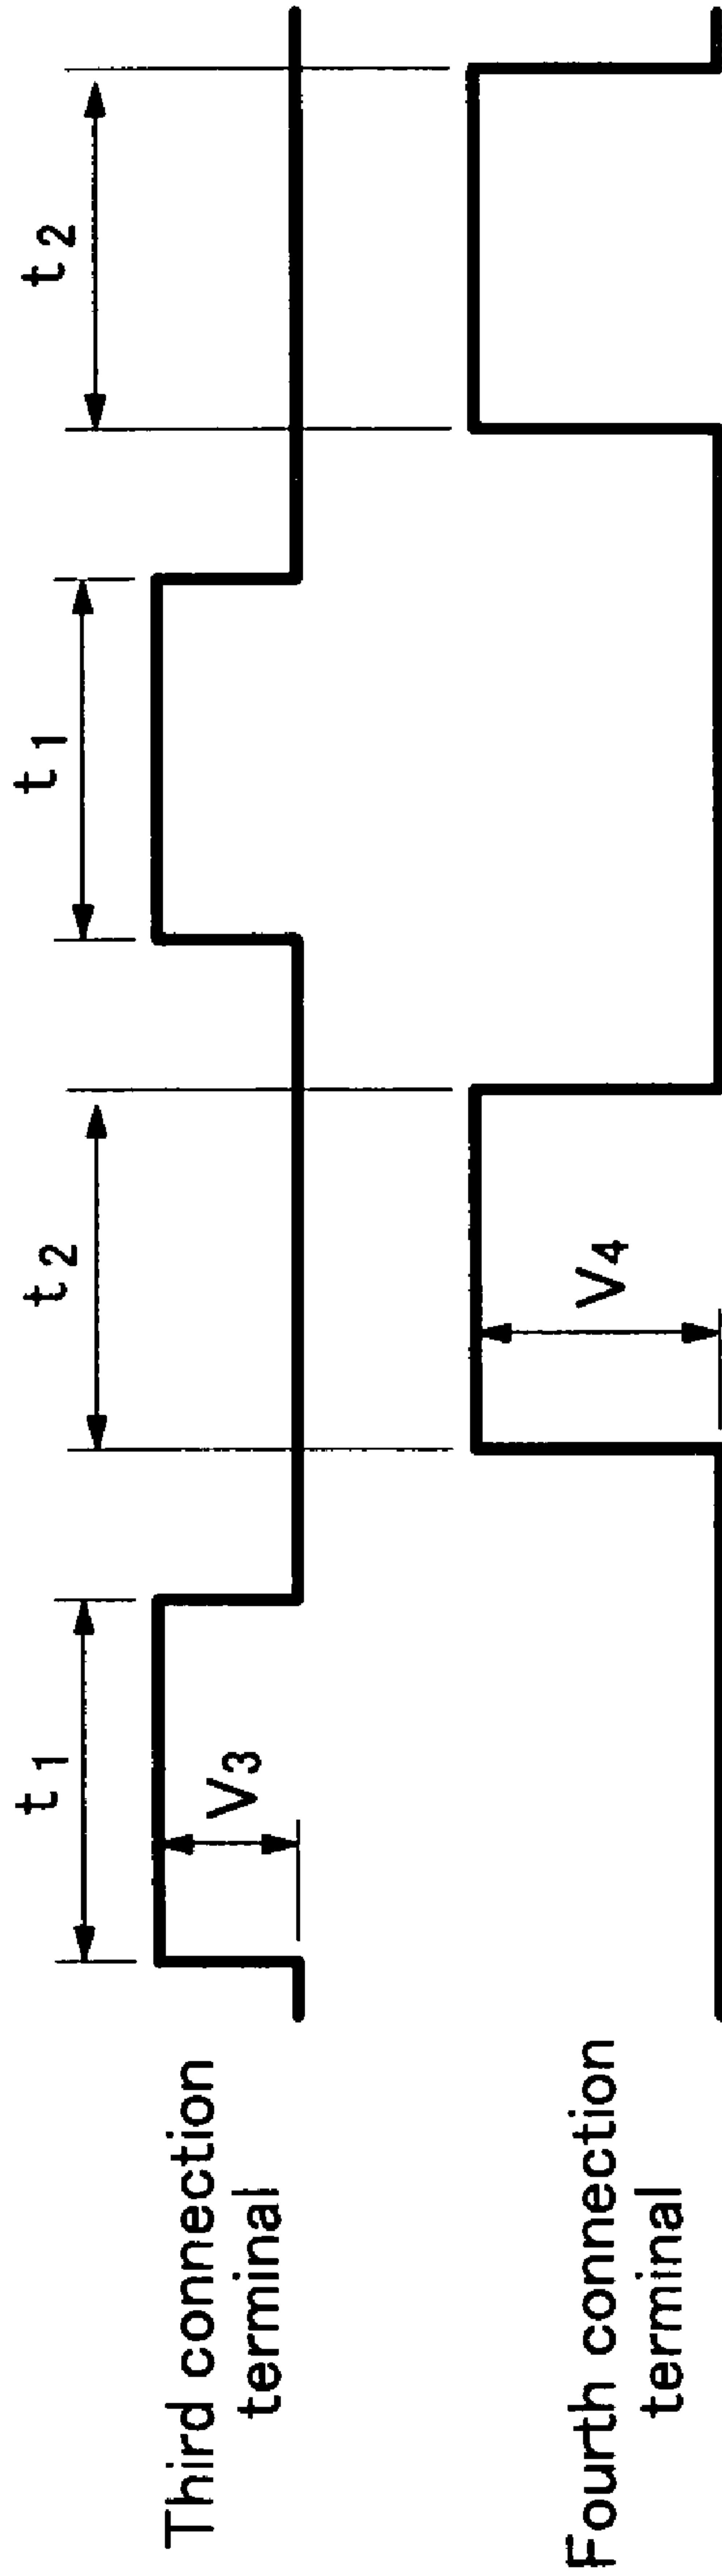 t1
t2
t1
t2
V3
Third connection
terminal
V4
Fourth connection
terminal